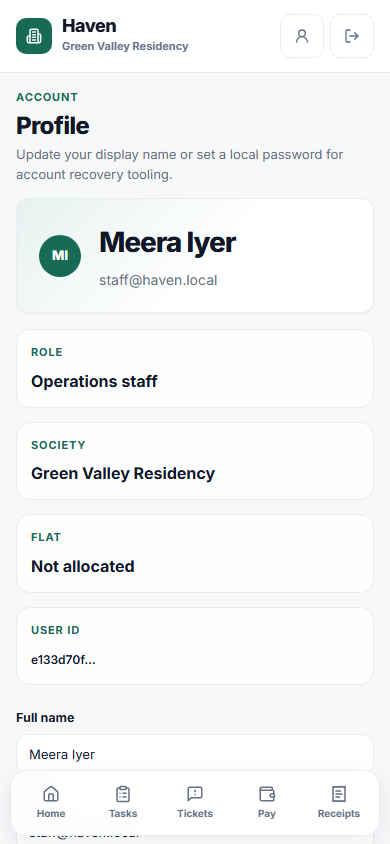 Haven
Green Valley Residency
ACCOUNT
Profile
Update your display name or set a local password for
account recovery tooling.
MI
Meera Iyer
staff@haven.local
ROLE
Operations staff
SOCIETY
Green Valley Residency
FLAT
Not allocated
USER ID
e133d70f...
Full name
Meera Iyer
Home
Tasks
Tickets
Pay
Receipts